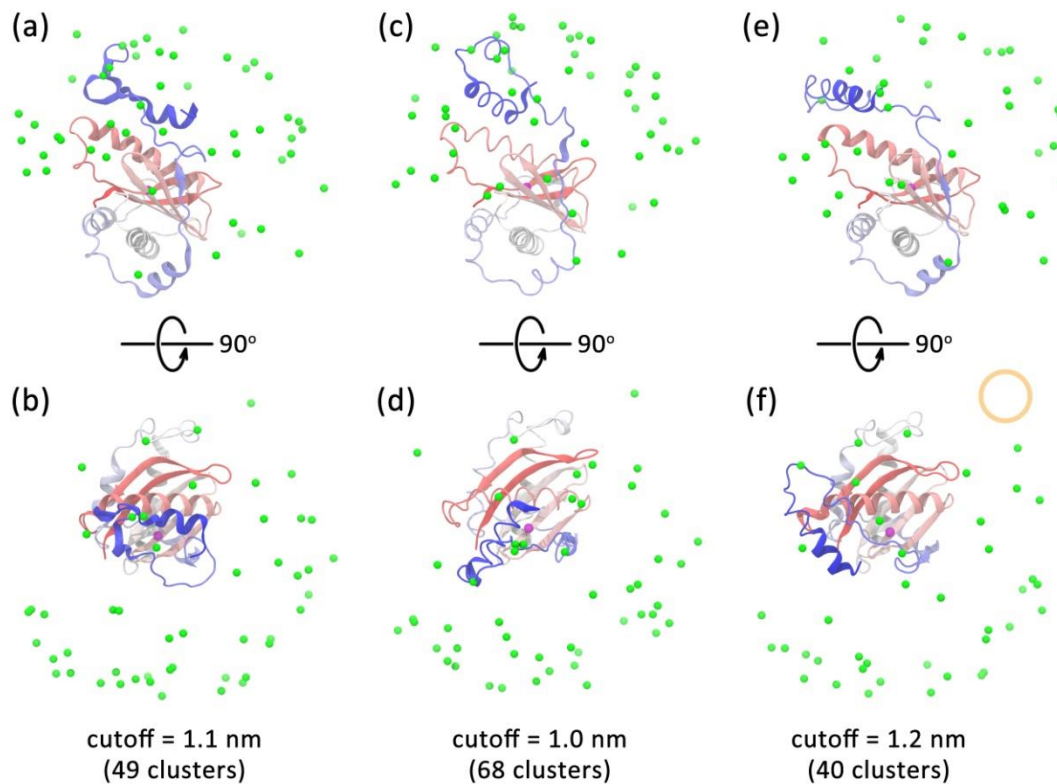 (a)
(c)
(e)
90°
90°
90°
(b)
(d)
(f)
cutoff = 1.1 nm
(49 clusters)
cutoff = 1.0 nm
(68 clusters)
cutoff = 1.2 nm
(40 clusters)